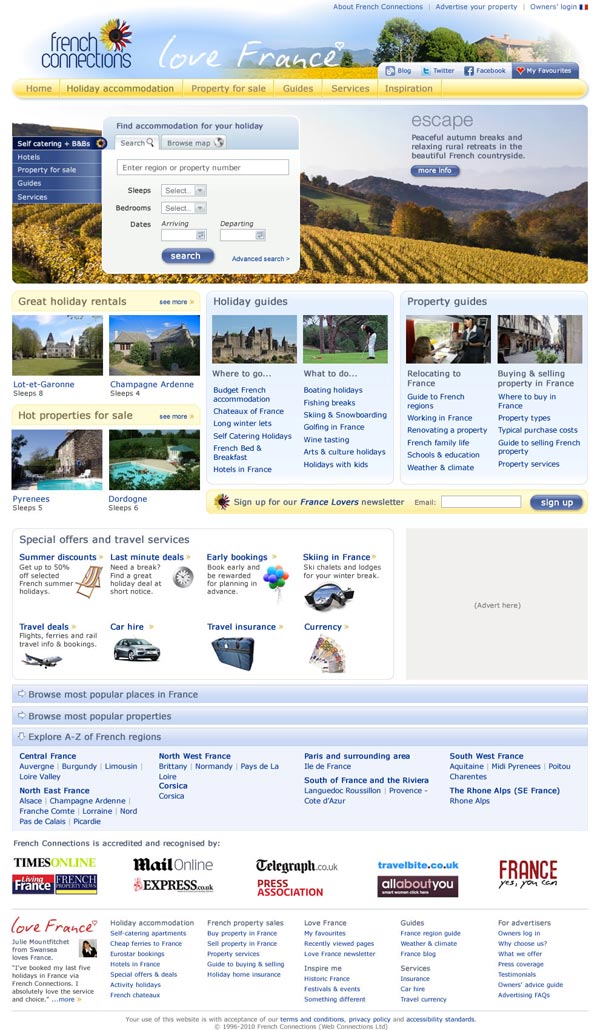 About French Connections | Advertise your property | Owners' login
french connections
love France
Blog Twitter Facebook My Favourites
Home Holiday accommodation Property for sale Guides Services Inspiration
Self catering + B&Bs
Hotels
Property for sale
Guides
Services
Find accommodation for your holiday
Search Browse map
Enter region or property number
Sleeps Select..
Bedrooms Select..
Dates Arriving Departing
search Advanced search >
escape
Peaceful autumn breaks and
relaxing rural retreats in the
beautiful French countryside.
more info
Great holiday rentals see more »
Lot-et-Garonne
Sleeps 8
Champagne Ardenne
Sleeps 4
Hot properties for sale see more »
Pyrenees
Sleeps 5
Dordogne
Sleeps 6
Holiday guides
Where to go...
Budget French
accommodation
Chateaux of France
Long winter lets
Self Catering Holidays
French Bed &
Breakfast
Hotels in France
What to do...
Boating holidays
Fishing breaks
Skiing & Snowboarding
Golfing in France
Wine tasting
Arts & culture holidays
Holidays with kids
Property guides
Relocating to
France
Guide to French
regions
Working in France
Renovating a property
French family life
Schools & education
Weather & climate
Buying & selling
property in France
Where to buy in
France
Property types
Typical purchase costs
Guide to selling French
property
Property services
Sign up for our France Lovers newsletter Email: sign up
Special offers and travel services
Summer discounts »
Get up to 50%
off selected
French summer
holidays.
Last minute deals »
Need a break?
Find a great
holiday deal at
short notice.
Early bookings »
Book early and
be rewarded
for planning in
advance.
Skiing in France »
Ski chalets and lodges
for your winter break.
Travel deals »
Flights, ferries and rail
travel info & bookings.
Car hire »
Travel insurance »
Currency »
(Advert here)
Browse most popular places in France
Browse most popular properties
Explore A-Z of French regions
Central France
Auvergne | Burgundy | Limousin |
Loire Valley
North East France
Alsace | Champagne Ardenne |
Franche Comte | Lorraine | Nord
Pas de Calais | Picardie
North West France
Brittany | Normandy | Pays de La
Loire
Corsica
Corsica
Paris and surrounding area
Ile de France
South of France and the Riviera
Languedoc Roussillon | Provence -
Cote d'Azur
South West France
Aquitaine | Midi Pyrenees | Poitou
Charentes
The Rhone Alps (SE France)
Rhone Alps
French Connections is accredited and recognised by:
TIMESONLINE
Living France
FRENCH PROPERTY NEWS
Mail Online
EXPRESS.co.uk
Telegraph.co.uk
PRESS
ASSOCIATION
travelbite.co.uk
allaboutyou
smart women click here
FRANCE
yes, you can
love France
Julie Mountfitchet
from Swansea
loves France.
"I've booked my last five
holidays in France via
French Connections. I
absolutely love the service
and choice." ...more »
Holiday accommodation
Self-catering apartments
Cheap ferries to France
Eurostar bookings
Hotels in France
Special offers & deals
Activity holidays
French chateaux
French property sales
Buy property in France
Sell property in France
Property services
Guide to buying & selling
Holiday home insurance
Love France
My favourites
Recently viewed pages
Love France newsletter
Inspire me
Historic France
Festivals & events
Something different
Guides
France region guide
Weather & climate
France blog
Services
Insurance
Car hire
Travel currency
For advertisers
Owners log in
Why choose us?
What we offer
Press coverage
Testimonials
Owners' advice guide
Advertising FAQs
Your use of this website is with acceptance of our terms and conditions, privacy policy and accessibility standards.
© 1996-2010 French Connections (Web Connections Ltd)